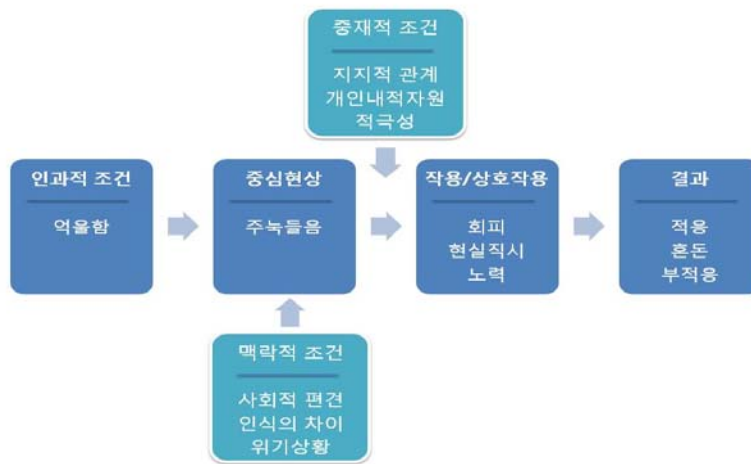 중재적 조건
지지적 관계
개인내적자원
적극성
인과적 조건
억울함
중심현상
주눅들음
작용/상호작용
회피
현실직시
노력
결과
적응
혼돈
부적응
맥락적 조건
사회적 편견
인식의 차이
위기상황